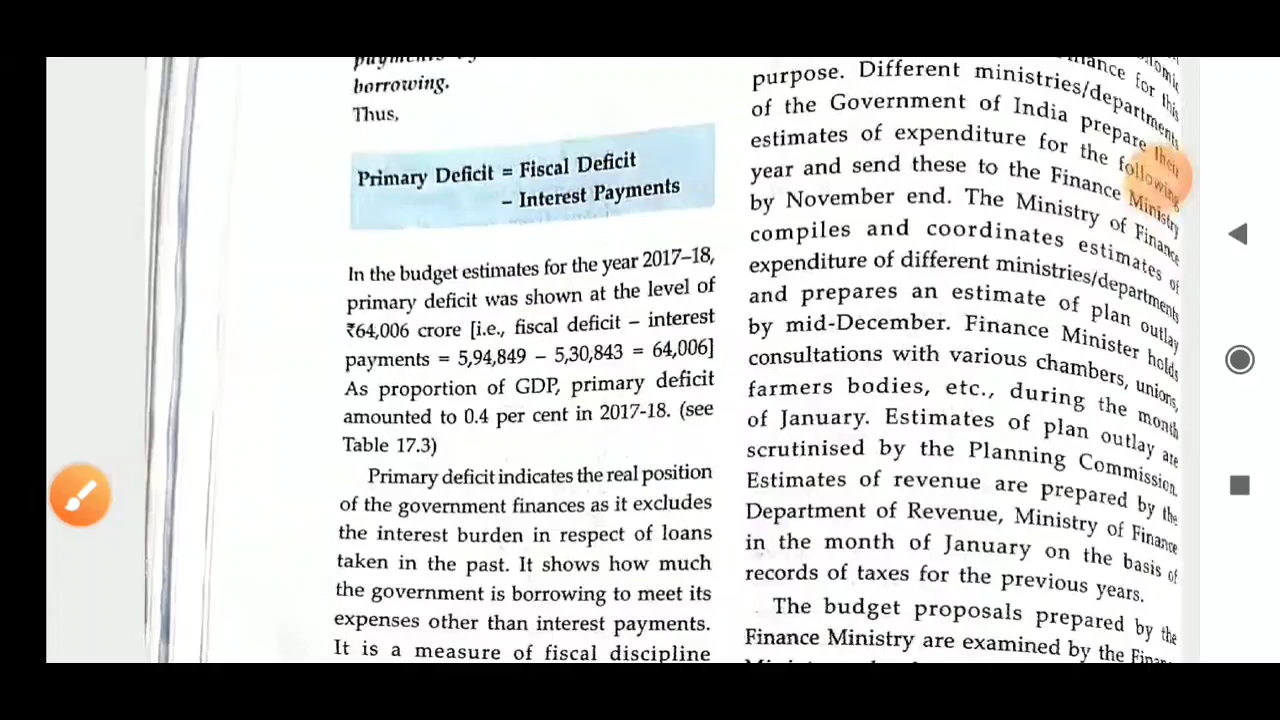 borrowing.
Thus,
Primary Deficit = Fiscal Deficit
– Interest Payments
In the budget estimates for the year 2017–18,
primary deficit was shown at the level of
₹64,006 crore [i.e., fiscal deficit – interest
payments = 5,94,849 – 5,30,843 = 64,006]
As proportion of GDP, primary deficit
amounted to 0.4 per cent in 2017-18. (see
Table 17.3)
Primary deficit indicates the real position
of the government finances as it excludes
the interest burden in respect of loans
taken in the past. It shows how much
the government is borrowing to meet its
expenses other than interest payments.
It is a measure of fiscal discipline
purpose. Different ministries/departments
of the Government of India prepare their
estimates of expenditure for the following
year and send these to the Finance Ministry
by November end. The Ministry of Finance
compiles and coordinates estimates of
expenditure of different ministries/departments
and prepares an estimate of plan outlay
by mid-December. Finance Minister holds
consultations with various chambers, unions,
farmers bodies, etc., during the month
of January. Estimates of plan outlay are
scrutinised by the Planning Commission.
Estimates of revenue are prepared by the
Department of Revenue, Ministry of Finance
in the month of January on the basis of
records of taxes for the previous years.
The budget proposals prepared by the
Finance Ministry are examined by the